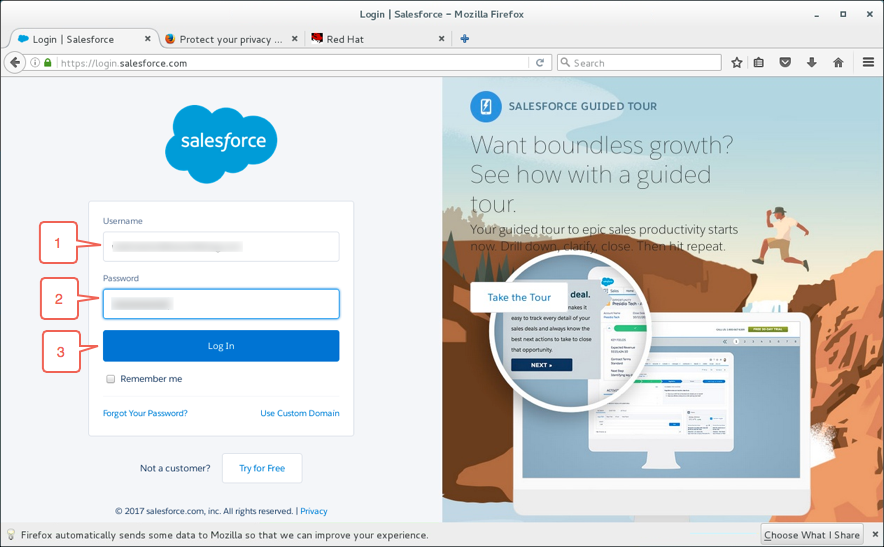 Login | Salesforce – Mozilla Firefox
Login | Salesforce
Protect your privacy ...
Red Hat
https://login.salesforce.com
Search
salesforce
Username
1
Password
2
Log In
3
Remember me
Forgot Your Password?
Use Custom Domain
Not a customer?
Try for Free
© 2017 salesforce.com, inc. All rights reserved. | Privacy
SALESFORCE GUIDED TOUR
Want boundless growth?
See how with a guided
tour.
Your guided tour to epic sales productivity starts
now. Drill down, clarify, close. Then hit repeat.
Take the Tour
deal.
makes it
easy to track every detail of your
sales deals and always know the
best next actions to take to close
that opportunity.
NEXT ▸
Firefox automatically sends some data to Mozilla so that we can improve your experience.
Choose What I Share